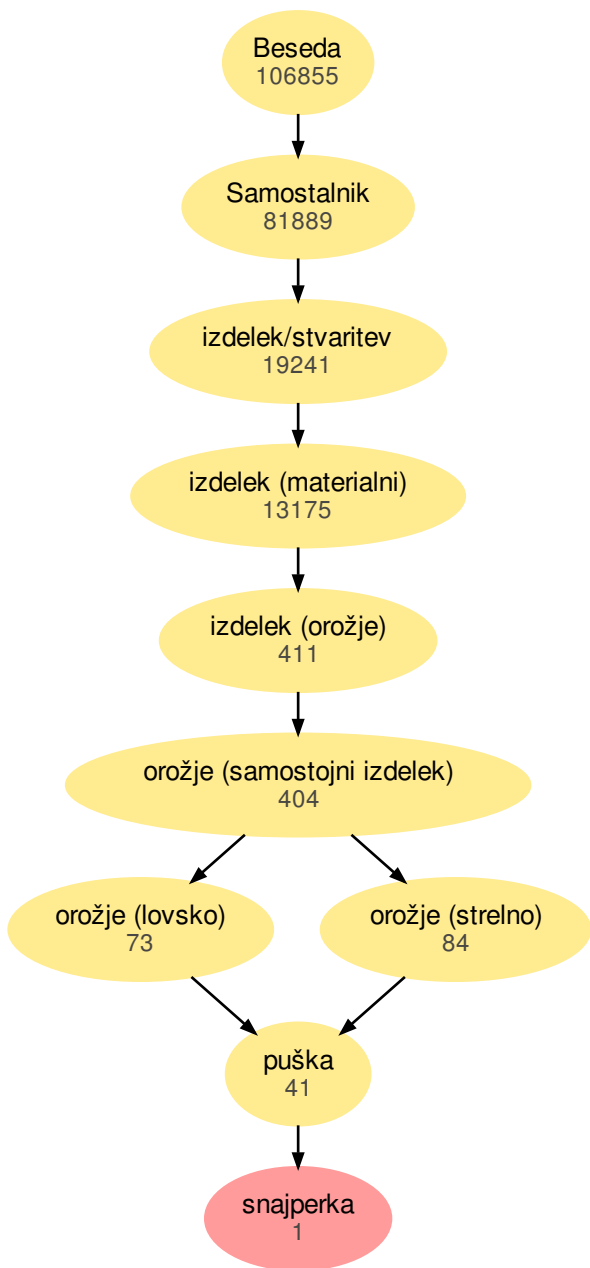 Beseda
106855
Samostalnik
81889
izdelek/stvaritev
19241
izdelek (materialni)
13175
izdelek (orožje)
411
orožje (samostojni izdelek)
404
orožje (lovsko)
73
orožje (strelno)
84
puška
41
snajperka
1